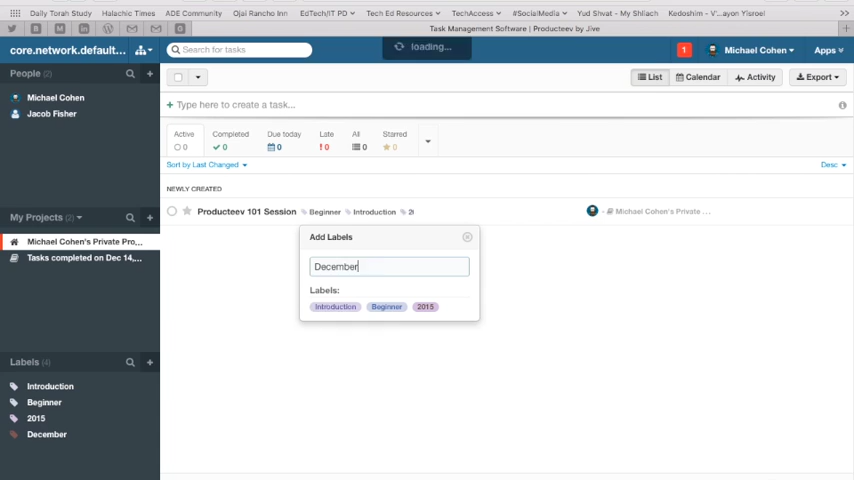 Daily Torah Study Halachic Times ADE Community Ojai Rancho Inn EdTech/IT PD Tech Ed Resources TechAccess #SocialMedia Yud Shvat - My Shliach Kedoshim - V'...ayon Yisroel
Task Management Software | Producteev by Jive
core.network.default... Search for tasks loading... 1 Michael Cohen Apps
People (2)
List Calendar Activity Export
Michael Cohen
Jacob Fisher
Type here to create a task...
Active Completed Due today Late All Starred
0 0 0 0 0 0
Sort by Last Changed Desc
NEWLY CREATED
My Projects (2)
Producteev 101 Session Beginner Introduction Michael Cohen's Private ...
Michael Cohen's Private Pro,...
Tasks completed on Dec 14,...
Add Labels
December
Labels:
Introduction Beginner 2015
Labels (4)
Introduction
Beginner
2015
December